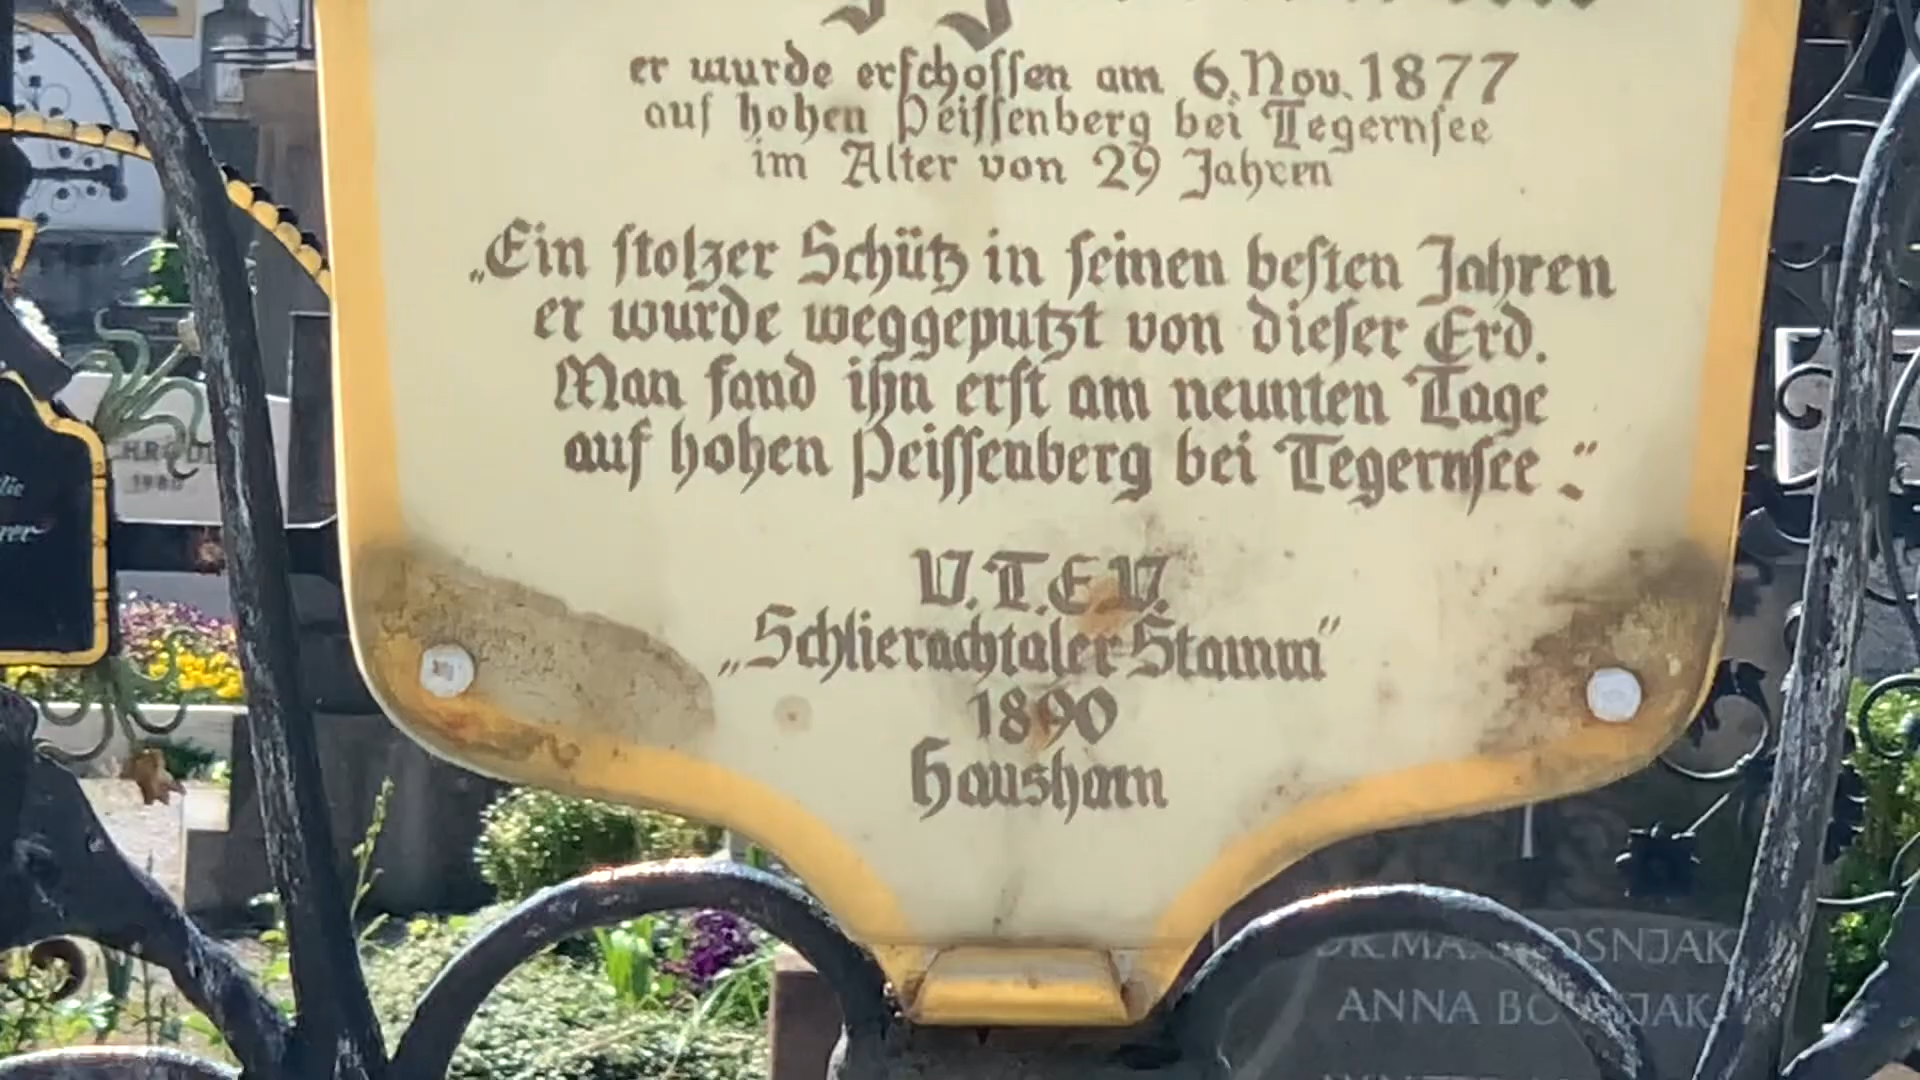 er wurde erschossen am 6. Nov. 1877
auf hohen Peissenberg bei Tegernsee
im Alter von 29 Jahren
„Ein stolzer Schütz in seinen besten Jahren
er wurde weggeputzt von dieser Erd.
Man fand ihn erst am neunten Tage
auf hohen Peissenberg bei Tegernsee."
V.T.E.V.
„Schlierachtaler Stamm"
1890
Hausham
ANNA